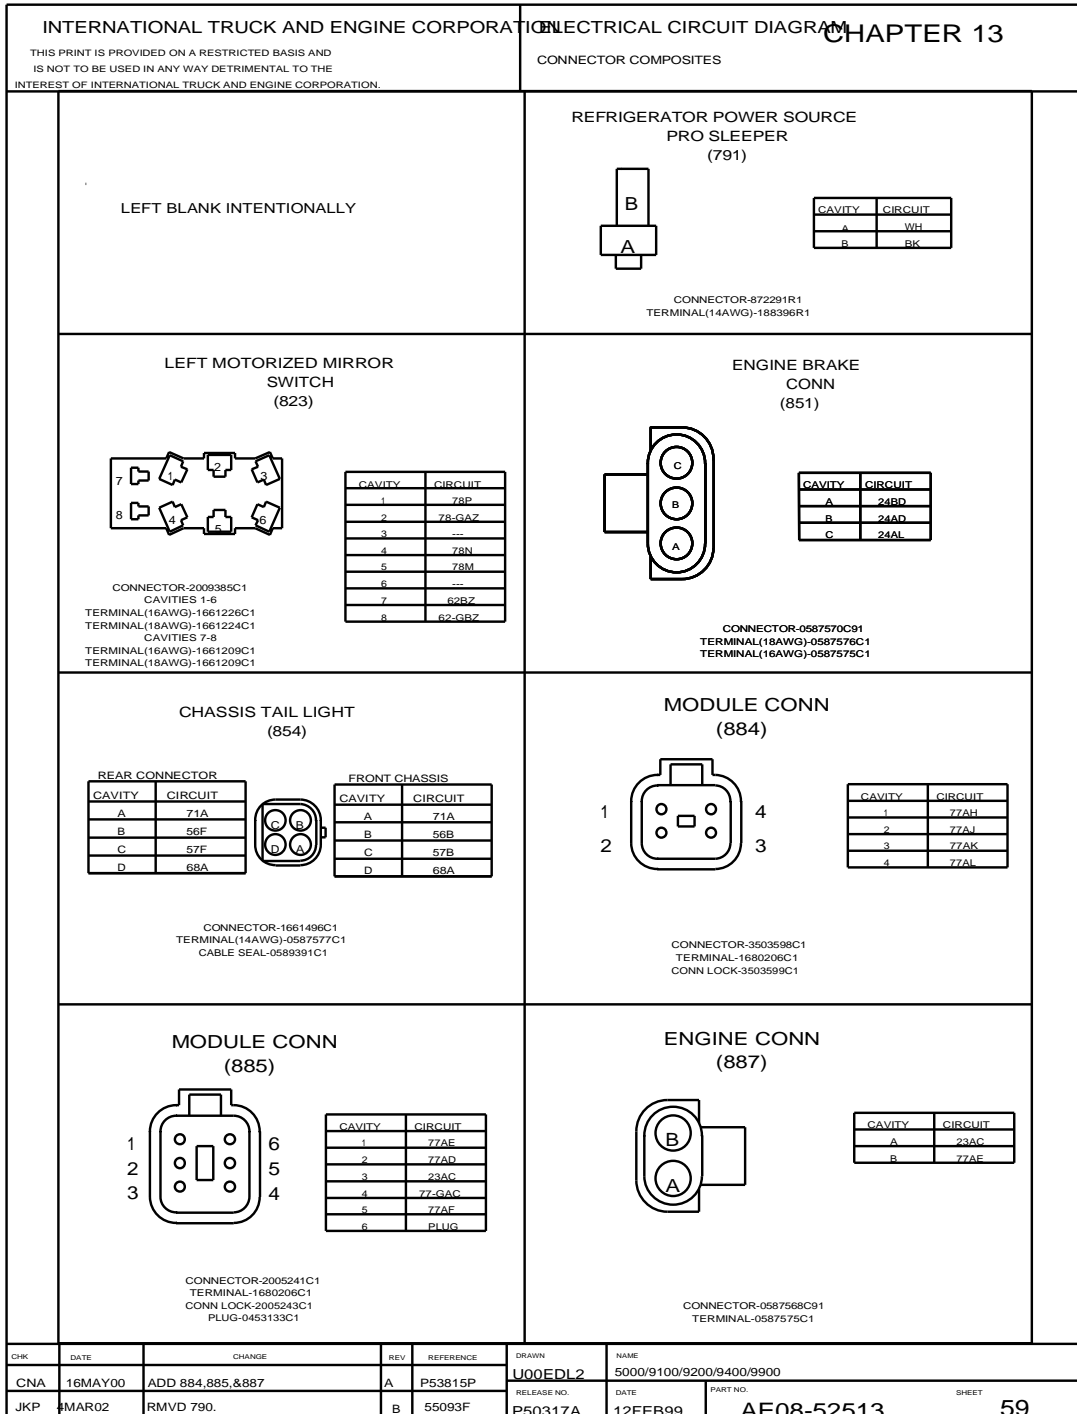 INTERNATIONAL TRUCK AND ENGINE CORPORATION
THIS PRINT IS PROVIDED ON A RESTRICTED BASIS AND
IS NOT TO BE USED IN ANY WAY DETRIMENTAL TO THE
INTEREST OF INTERNATIONAL TRUCK AND ENGINE CORPORATION.
ELECTRICAL CIRCUIT DIAGRAM
CONNECTOR COMPOSITES
CHAPTER 13
LEFT BLANK INTENTIONALLY
REFRIGERATOR POWER SOURCE
PRO SLEEPER
(791)
B
A
CAVITY CIRCUIT
A WH
B BK
CONNECTOR-872291R1
TERMINAL(14AWG)-188396R1
LEFT MOTORIZED MIRROR
SWITCH
(823)
7 1 2 3
8 4 5 6
CAVITY CIRCUIT
1 78P
2 78-GAZ
3 ---
4 78N
5 78M
6 ---
7 62BZ
8 62-GBZ
CONNECTOR-2009385C1
CAVITIES 1-6
TERMINAL(16AWG)-1661226C1
TERMINAL(18AWG)-1661224C1
CAVITIES 7-8
TERMINAL(16AWG)-1661209C1
TERMINAL(18AWG)-1661209C1
ENGINE BRAKE
CONN
(851)
C
B
A
CAVITY CIRCUIT
A 24BD
B 24AD
C 24AL
CONNECTOR-0587570C91
TERMINAL(18AWG)-0587576C1
TERMINAL(16AWG)-0587575C1
CHASSIS TAIL LIGHT
(854)
REAR CONNECTOR
CAVITY CIRCUIT
A 71A
B 56F
C 57F
D 68A
C B
D A
FRONT CHASSIS
CAVITY CIRCUIT
A 71A
B 56B
C 57B
D 68A
CONNECTOR-1661496C1
TERMINAL(14AWG)-0587577C1
CABLE SEAL-0589391C1
MODULE CONN
(884)
1 4
2 3
CAVITY CIRCUIT
1 77AH
2 77AJ
3 77AK
4 77AL
CONNECTOR-3503598C1
TERMINAL-1680206C1
CONN LOCK-3503599C1
MODULE CONN
(885)
1 6
2 5
3 4
CAVITY CIRCUIT
1 77AE
2 77AD
3 23AC
4 77-GAC
5 77AF
6 PLUG
CONNECTOR-2005241C1
TERMINAL-1680206C1
CONN LOCK-2005243C1
PLUG-0453133C1
ENGINE CONN
(887)
B
A
CAVITY CIRCUIT
A 23AC
B
CONNECTOR-0587568C91
TERMINAL-0587575C1
CHK DATE CHANGE REV REFERENCE
CNA 16MAY00 ADD 884,885,&887 A P53815P
JKP 4MAR02 RMVD 790. B 55093F
DRAWN
U00EDL2
NAME
5000/9100/9200/9400/9900
RELEASE NO.
P50317A
DATE
12FEB99
PART NO.
AE08-52513
SHEET
59